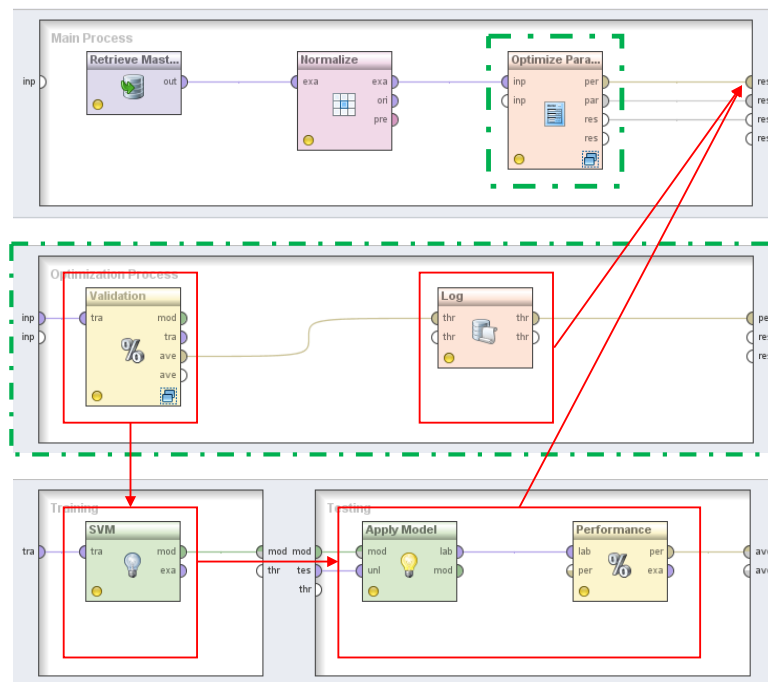 Main Process
Retrieve Mast...
Normalize
Optimize Para...
inp
out
exa
exa
inp
per
res
ori
inp
par
res
pre
res
res
res
res
Optimization Process
Validation
Log
inp
tra
mod
thr
thr
pe
inp
tra
thr
thr
res
ave
res
ave
Training
Testing
SVM
Apply Model
Performance
tra
tra
mod
mod
mod
mod
lab
lab
per
ave
exa
thr
tes
unl
mod
per
exa
ave
thr